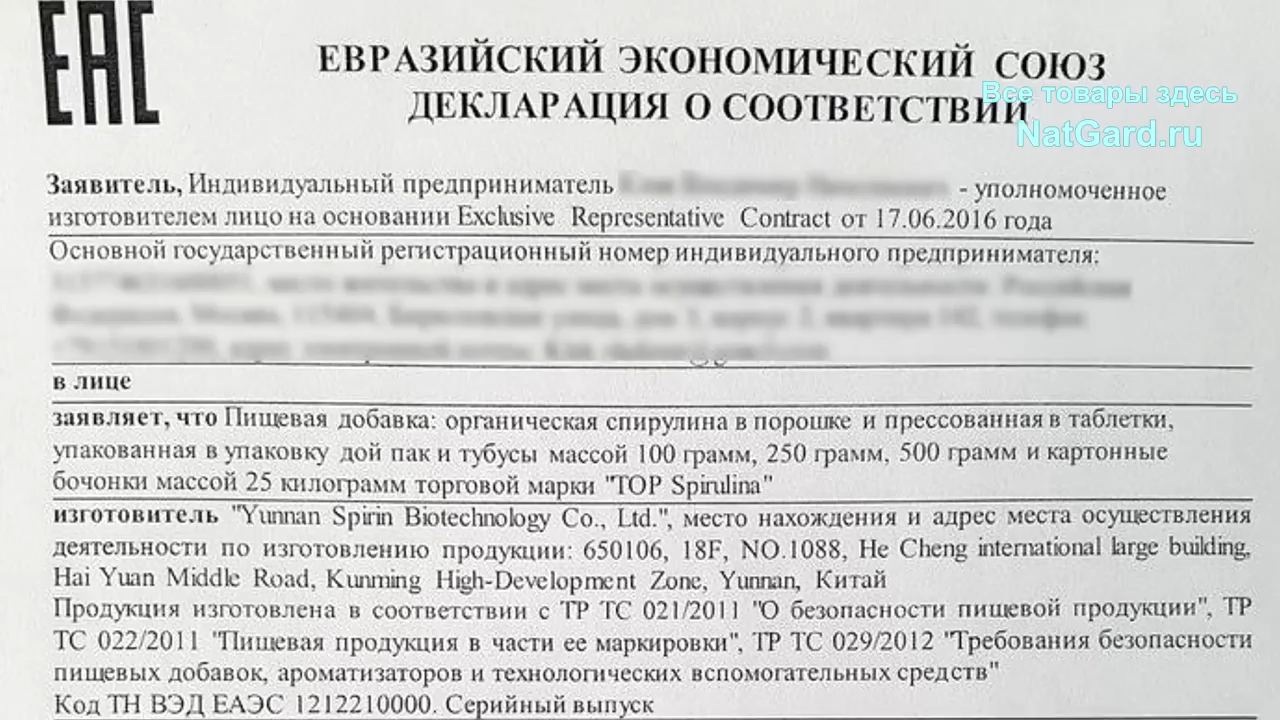 ЕАС
ЕВРАЗИЙСКИЙ ЭКОНОМИЧЕСКИЙ СОЮЗ
ДЕКЛАРАЦИЯ О СООТВЕТСТВИИ
Все товары здесь
NatGard.ru
Заявитель, Индивидуальный предприниматель - уполномоченное
изготовителем лицо на основании Exclusive Representative Contract от 17.06.2016 года
Основной государственный регистрационный номер индивидуального предпринимателя:
в лице
заявляет, что Пищевая добавка: органическая спирулина в порошке и прессованная в таблетки,
упакованная в упаковку дой пак и тубусы массой 100 грамм, 250 грамм, 500 грамм и картонные
бочонки массой 25 килограмм торговой марки "TOP Spirulina"
изготовитель "Yunnan Spirin Biotechnology Co., Ltd.", место нахождения и адрес места осуществления
деятельности по изготовлению продукции: 650106, 18F, NO.1088, He Cheng international large building,
Hai Yuan Middle Road, Kunming High-Development Zone, Yunnan, Китай
Продукция изготовлена в соответствии с ТР ТС 021/2011 "О безопасности пищевой продукции", ТР
ТС 022/2011 "Пищевая продукция в части ее маркировки", ТР ТС 029/2012 "Требования безопасности
пищевых добавок, ароматизаторов и технологических вспомогательных средств"
Код ТН ВЭД ЕАЭС 1212210000. Серийный выпуск